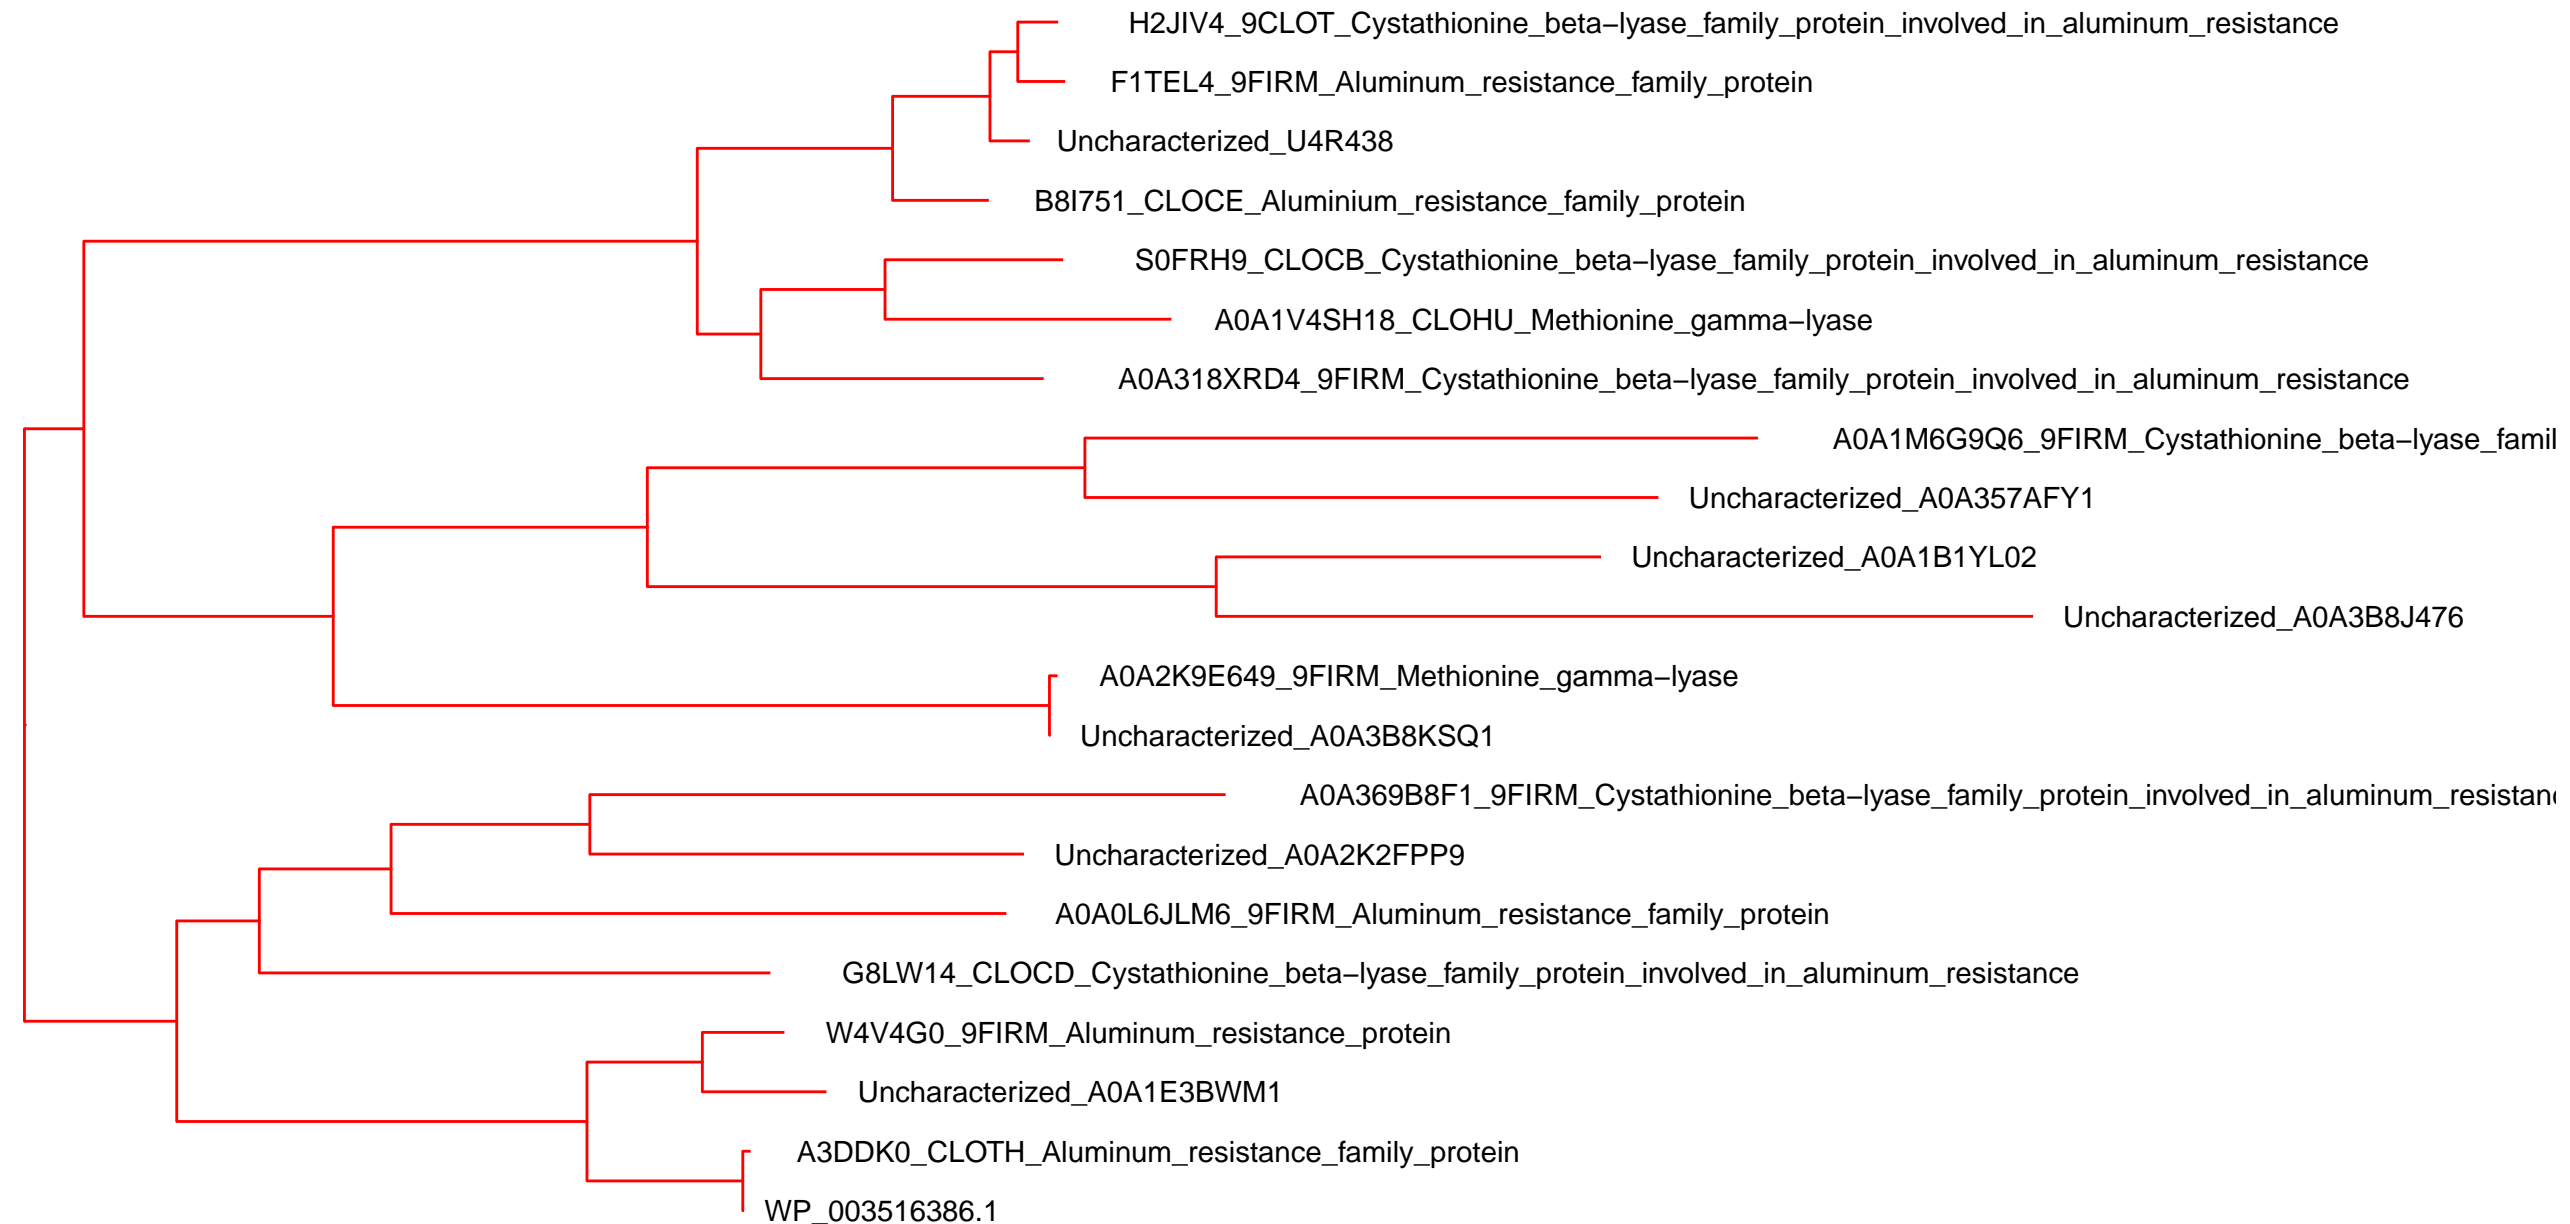 H2JIV4_9CLOT_Cystathionine_beta−lyase_family_protein_involved_in_aluminum_resistance
F1TEL4_9FIRM_Aluminum_resistance_family_protein
Uncharacterized_U4R438
B8I751_CLOCE_Aluminium_resistance_family_protein
S0FRH9_CLOCB_Cystathionine_beta−lyase_family_protein_involved_in_aluminum_resistance
A0A1V4SH18_CLOHU_Methionine_gamma−lyase
A0A318XRD4_9FIRM_Cystathionine_beta−lyase_family_protein_involved_in_aluminum_resistance
A0A1M6G9Q6_9FIRM_Cystathionine_beta−lyase_famil
Uncharacterized_A0A357AFY1
Uncharacterized_A0A1B1YL02
Uncharacterized_A0A3B8J476
A0A2K9E649_9FIRM_Methionine_gamma−lyase
Uncharacterized_A0A3B8KSQ1
A0A369B8F1_9FIRM_Cystathionine_beta−lyase_family_protein_involved_in_aluminum_resistan
Uncharacterized_A0A2K2FPP9
A0A0L6JLM6_9FIRM_Aluminum_resistance_family_protein
G8LW14_CLOCD_Cystathionine_beta−lyase_family_protein_involved_in_aluminum_resistance
W4V4G0_9FIRM_Aluminum_resistance_protein
Uncharacterized_A0A1E3BWM1
A3DDK0_CLOTH_Aluminum_resistance_family_protein
WP_003516386.1